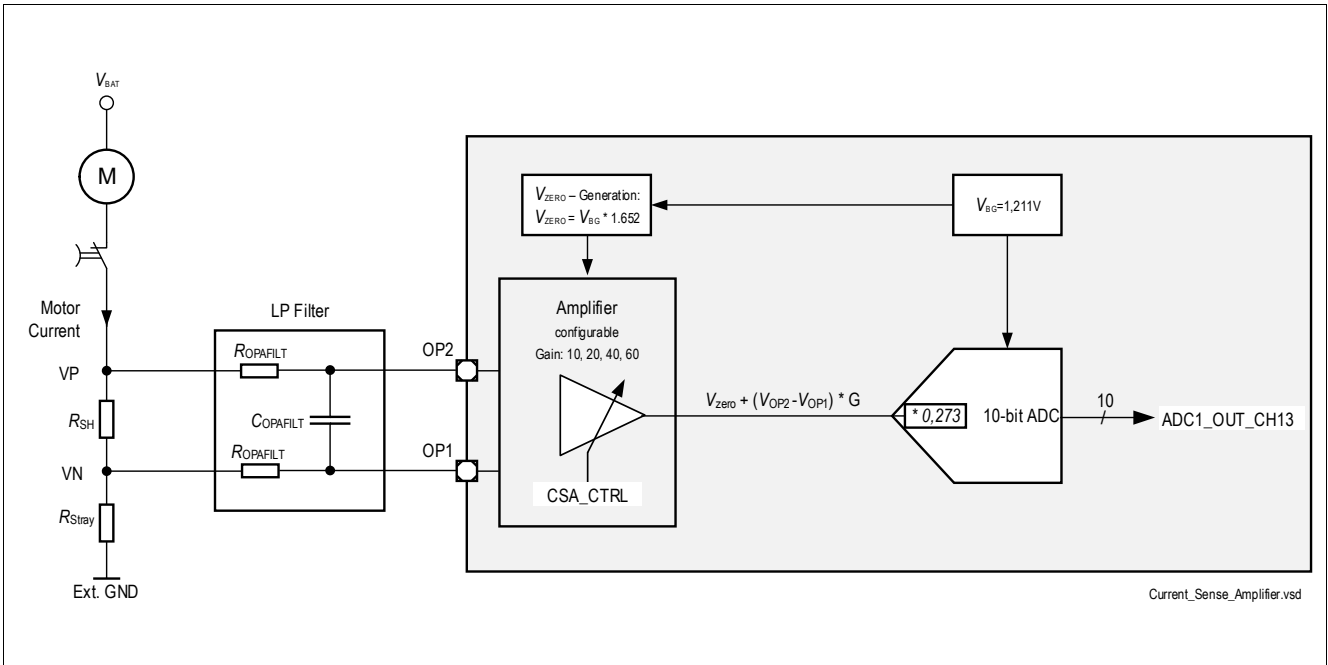 VBAT
M
Motor
Current
VP
RSH
VN
RStray
Ext. GND
LP Filter
ROPAFILT
COPAFILT
ROPAFILT
OP2
OP1
VZERO – Generation:
VZERO = VBG * 1.652
VBG=1,211V
Amplifier
configurable
Gain: 10, 20, 40, 60
CSA_CTRL
Vzero + (VOP2-VOP1) * G
* 0,273
10-bit ADC
10
ADC1_OUT_CH13
Current_Sense_Amplifier.vsd